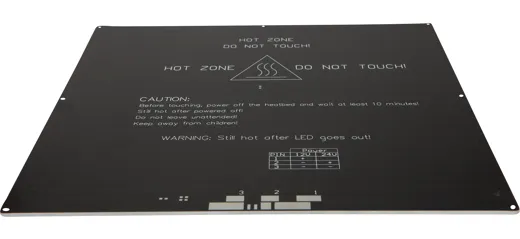 HOT ZONE
DO NOT TOUCH!
HOT ZONE DO NOT TOUCH!
CAUTION:
Before touching, power off the heatbed and wait at least 10 minutes!
Still hot after powered off!
Do not leave unattended!
Keep away from children!
WARNING: Still hot after LED goes out!
Power
PIN 12V 24V
1 + +
2 - 
3 - -
3 2 1